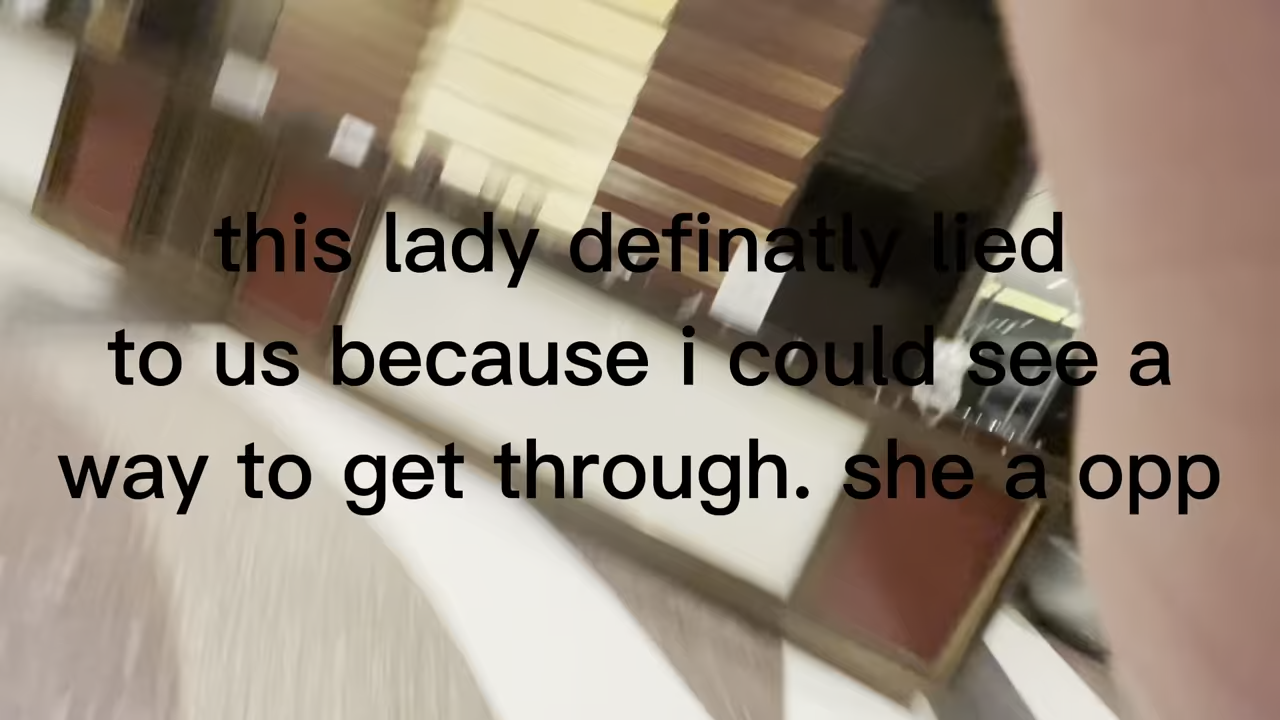 this lady definatly lied
to us because i could see a
way to get through. she a opp